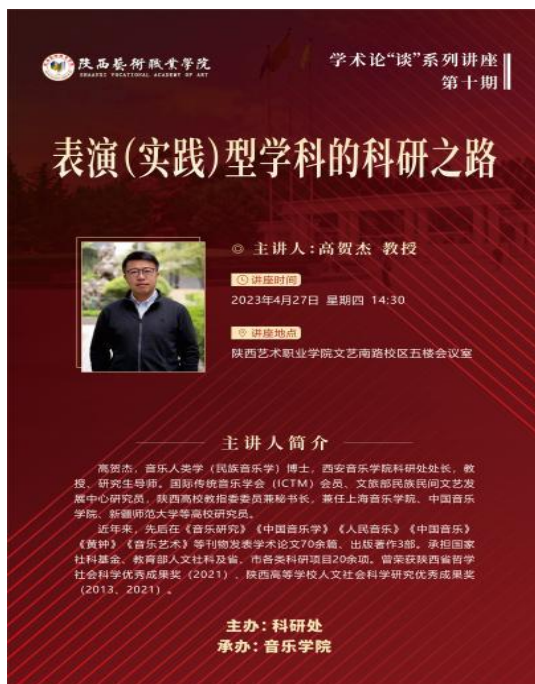 陕西藝術職業学院
SHAANXI VOCATIONAL ACADEMY OF ART
学术论“谈”系列讲座
第十期
表演(实践)型学科的科研之路
主讲人:高贺杰 教授
讲座时间
2023年4月27日 星期四 14:30
讲座地点
陕西艺术职业学院文艺南路校区五楼会议室
主讲人简介
高贺杰，音乐人类学（民族音乐学）博士，西安音乐学院科研处处长，教
授、研究生导师。国际传统音乐学会（ICTM）会员、文旅部民族民间文艺发
展中心研究员，陕西高校教指委委员兼秘书长，兼任上海音乐学院、中国音乐
学院、新疆师范大学等高校研究员。
近年来，先后在《音乐研究》《中国音乐学》《人民音乐》《中国音乐》
《黄钟》《音乐艺术》等刊物发表学术论文70余篇、出版著作3部。承担国家
社科基金、教育部人文社科及省、市各类科研项目20余项。曾荣获陕西省哲学
社会科学优秀成果奖（2021）、陕西高等学校人文社会科学研究优秀成果奖
（2013、2021）。
主办:科研处
承办:音乐学院